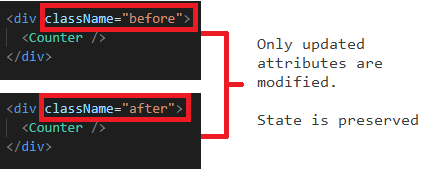 <div className="before">
<Counter />
</div>
<div className="after">
<Counter />
</div>
Only updated
attributes are
modified.
State is preserved